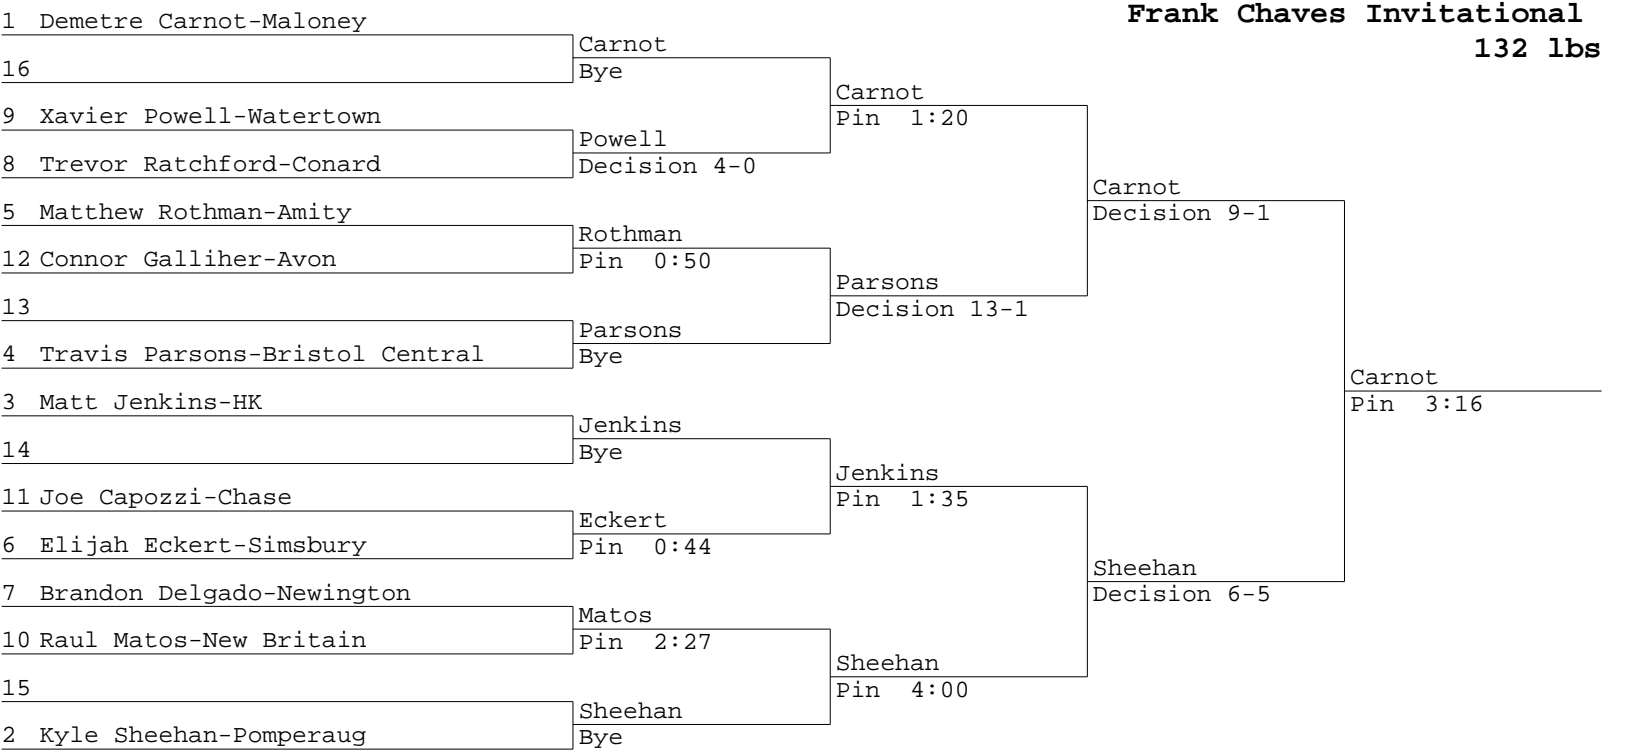 Frank Chaves Invitational
132 lbs
1 Demetre Carnot-Maloney
16
9 Xavier Powell-Watertown
8 Trevor Ratchford-Conard
5 Matthew Rothman-Amity
12 Connor Galliher-Avon
13
4 Travis Parsons-Bristol Central
3 Matt Jenkins-HK
14
11 Joe Capozzi-Chase
6 Elijah Eckert-Simsbury
7 Brandon Delgado-Newington
10 Raul Matos-New Britain
15
2 Kyle Sheehan-Pomperaug
Carnot
Bye
Powell
Decision 4-0
Rothman
Pin 0:50
Parsons
Bye
Jenkins
Bye
Eckert
Pin 0:44
Matos
Pin 2:27
Sheehan
Bye
Carnot
Pin 1:20
Parsons
Decision 13-1
Jenkins
Pin 1:35
Sheehan
Pin 4:00
Carnot
Decision 9-1
Sheehan
Decision 6-5
Carnot
Pin 3:16